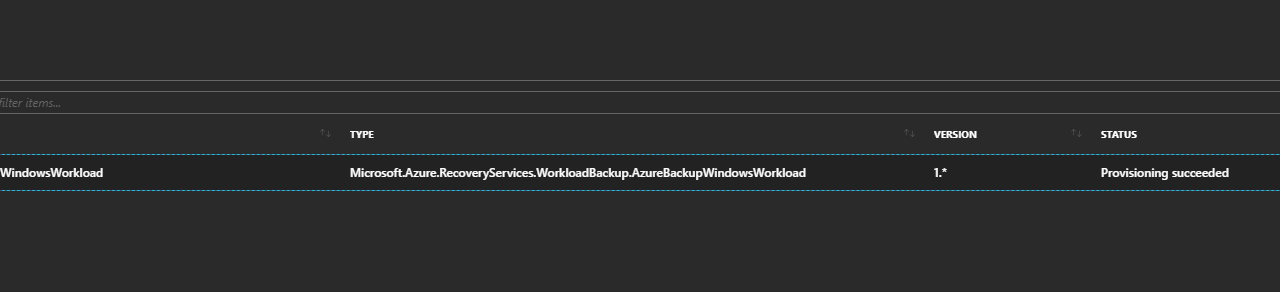 filter items...
TYPE VERSION STATUS
WindowsWorkload Microsoft.Azure.RecoveryServices.WorkloadBackup.AzureBackupWindowsWorkload 1.* Provisioning succeeded